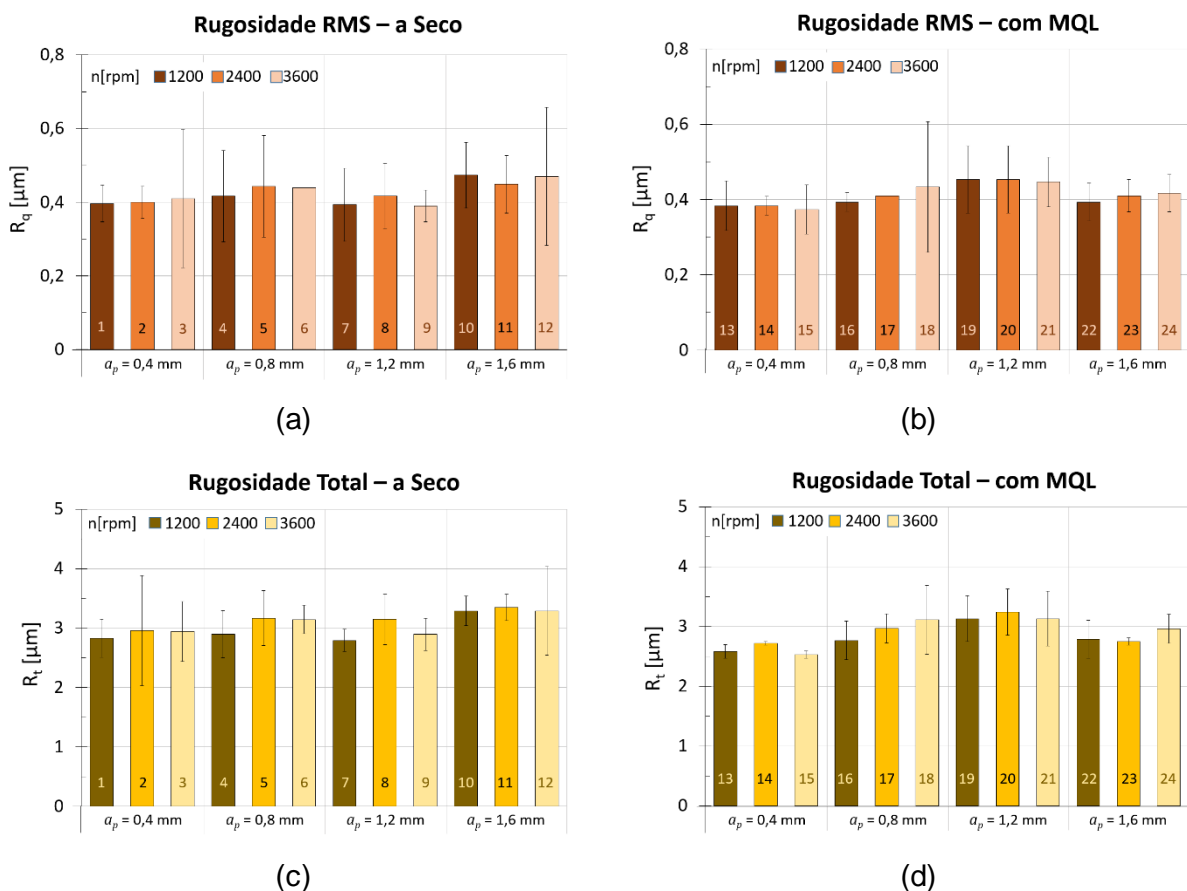 Rugosidade RMS – a Seco
0,8
n[rpm] 1200 2400 3600
0,6
0,4
0,2
0
R_q [µm]
1 2 3 4 5 6 7 8 9 10 11 12
a_p = 0,4 mm a_p = 0,8 mm a_p = 1,2 mm a_p = 1,6 mm
(a)
Rugosidade RMS – com MQL
0,8
n[rpm] 1200 2400 3600
0,6
0,4
0,2
0
R_q [µm]
13 14 15 16 17 18 19 20 21 22 23 24
a_p = 0,4 mm a_p = 0,8 mm a_p = 1,2 mm a_p = 1,6 mm
(b)
Rugosidade Total – a Seco
5
n[rpm] 1200 2400 3600
4
3
2
1
0
R_t [µm]
1 2 3 4 5 6 7 8 9 10 11 12
a_p = 0,4 mm a_p = 0,8 mm a_p = 1,2 mm a_p = 1,6 mm
(c)
Rugosidade Total – com MQL
5
n[rpm] 1200 2400 3600
4
3
2
1
0
R_t [µm]
13 14 15 16 17 18 19 20 21 22 23 24
a_p = 0,4 mm a_p = 0,8 mm a_p = 1,2 mm a_p = 1,6 mm
(d)